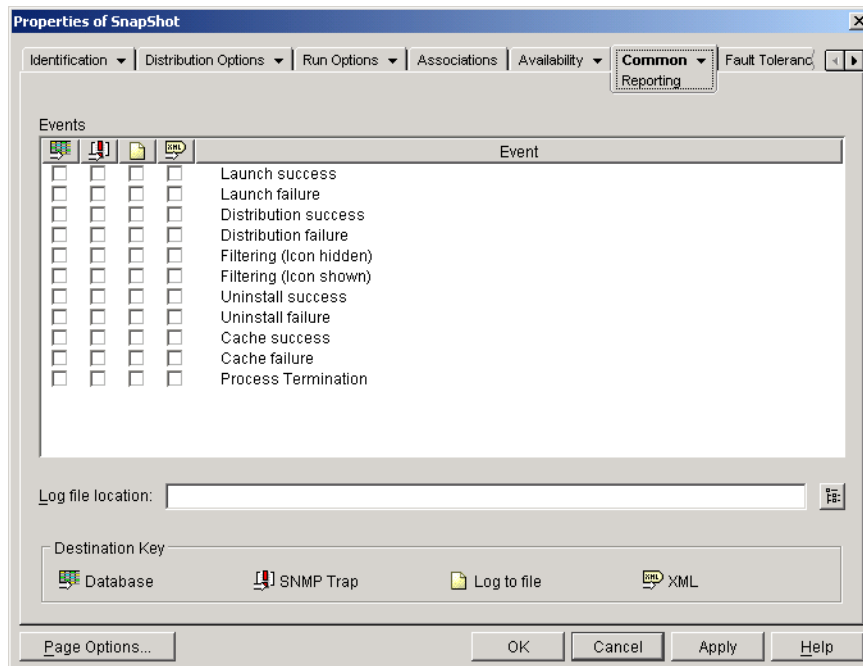 Properties of SnapShot
Identification Distribution Options Run Options Associations Availability Common Fault Toleranc
Reporting
Events
XML Event
Launch success
Launch failure
Distribution success
Distribution failure
Filtering (Icon hidden)
Filtering (Icon shown)
Uninstall success
Uninstall failure
Cache success
Cache failure
Process Termination
Log file location:
Destination Key
Database SNMP Trap Log to file XML XML
Page Options... OK Cancel Apply Help